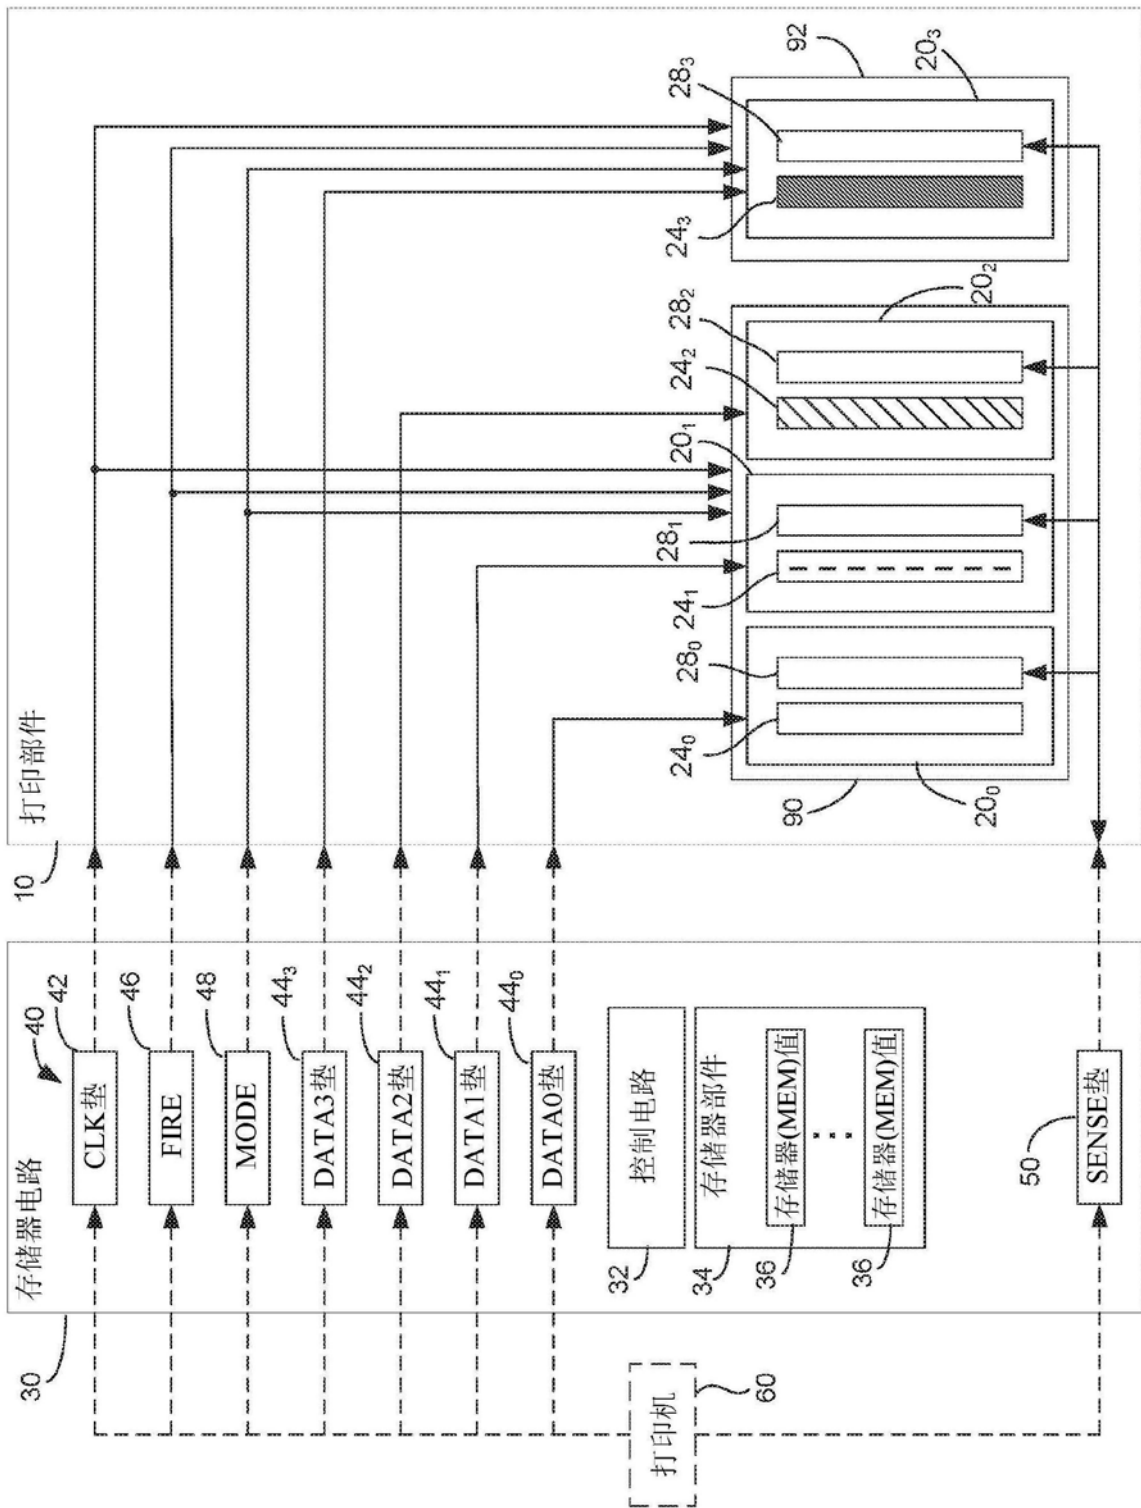 打印机
60
30
存储器电路
40
CLK垫
42
FIRE
46
MODE
48
DATA3垫
44₃
DATA2垫
44₂
DATA1垫
44₁
DATA0垫
44₀
控制电路
32
存储器部件
34
存储器(MEM)值
36
存储器(MEM)值
36
SENSE垫
50
10
打印部件
90
20₀
24₀
28₀
24₁
28₁
20₁
24₂
28₂
20₂
24₃
28₃
92
20₃